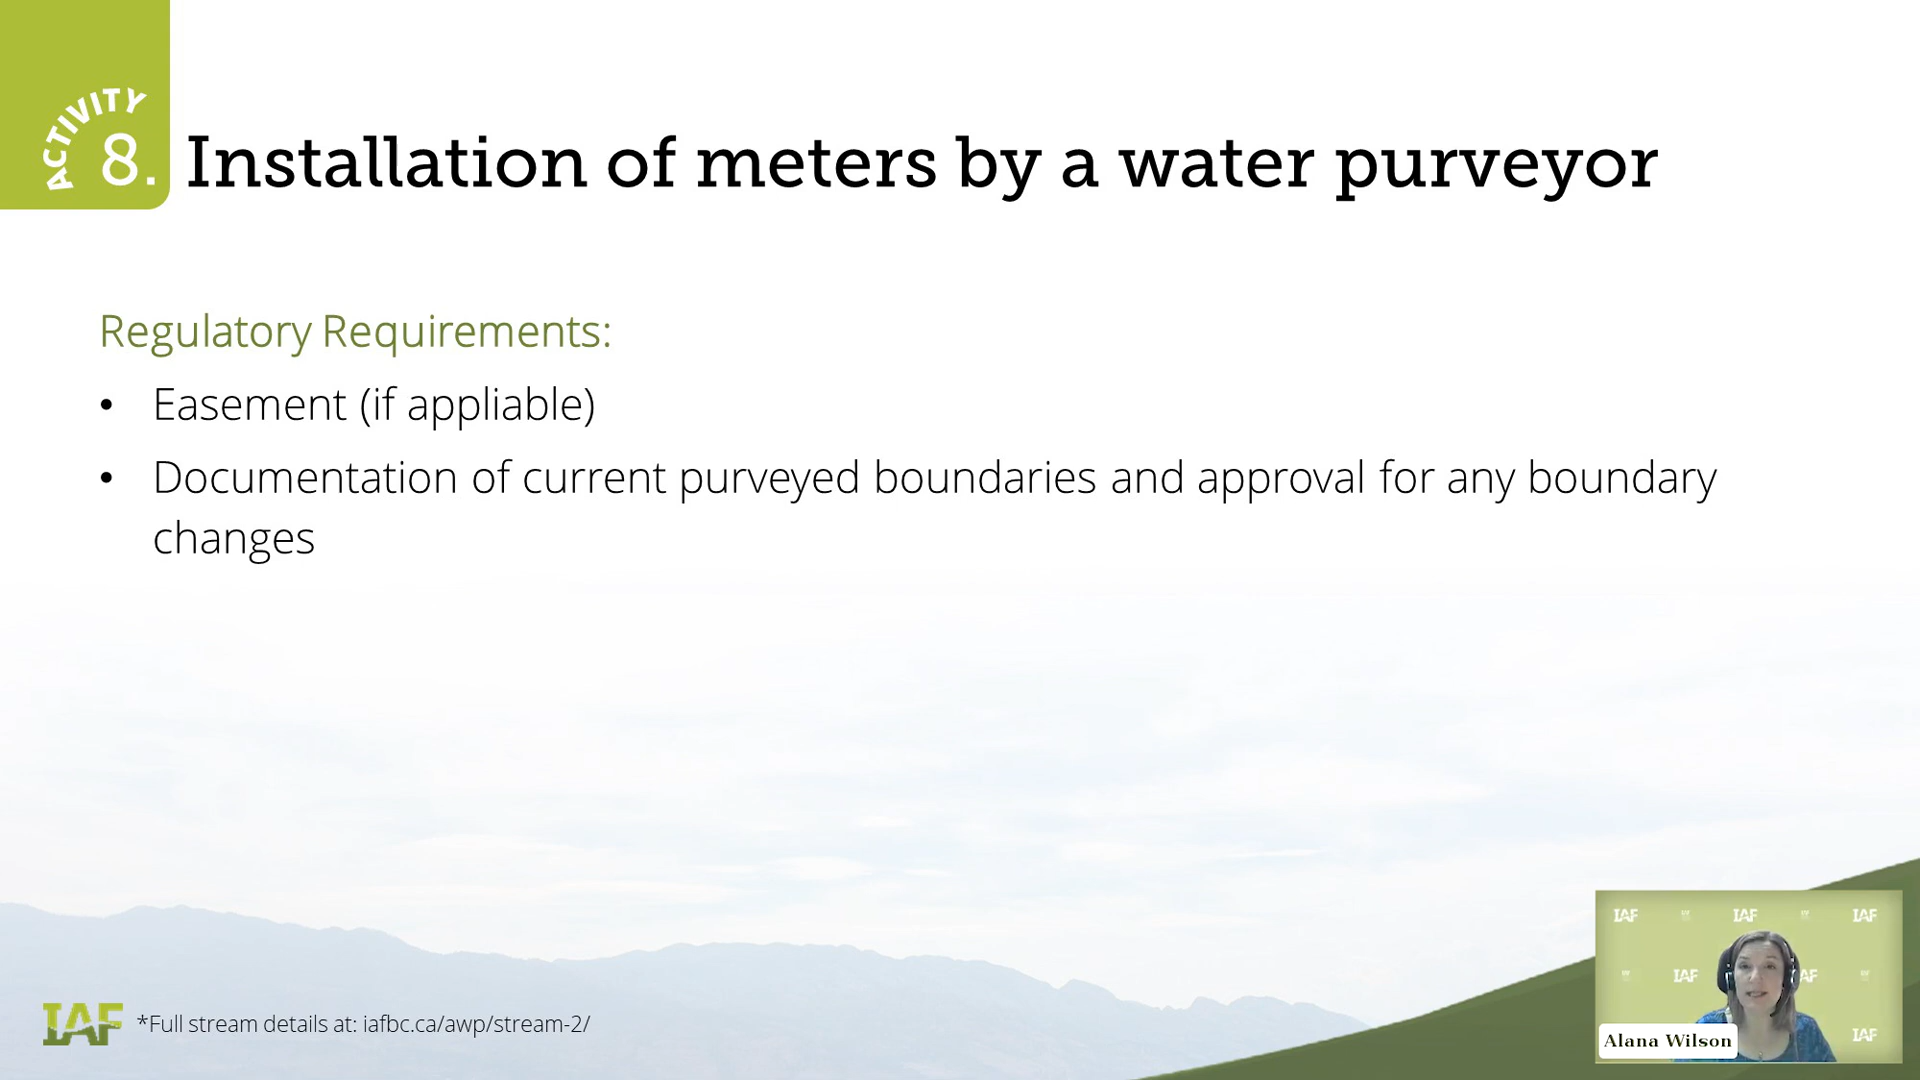 ACTIVITY
8. Installation of meters by a water purveyor
Regulatory Requirements:
• Easement (if appliable)
• Documentation of current purveyed boundaries and approval for any boundary
changes
IAF *Full stream details at: iafbc.ca/awp/stream-2/
IAF IAF IAF
IAF AF
IAF
Alana Wilson